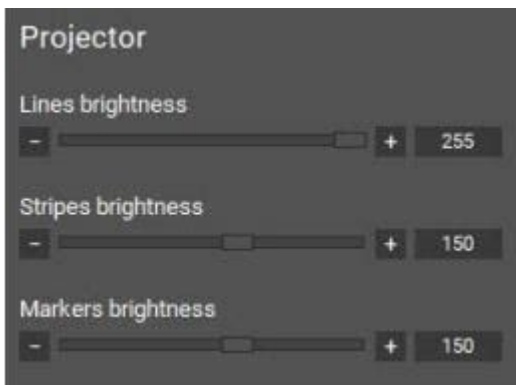 Projector
Lines brightness
- + 255
Stripes brightness
- + 150
Markers brightness
- + 150